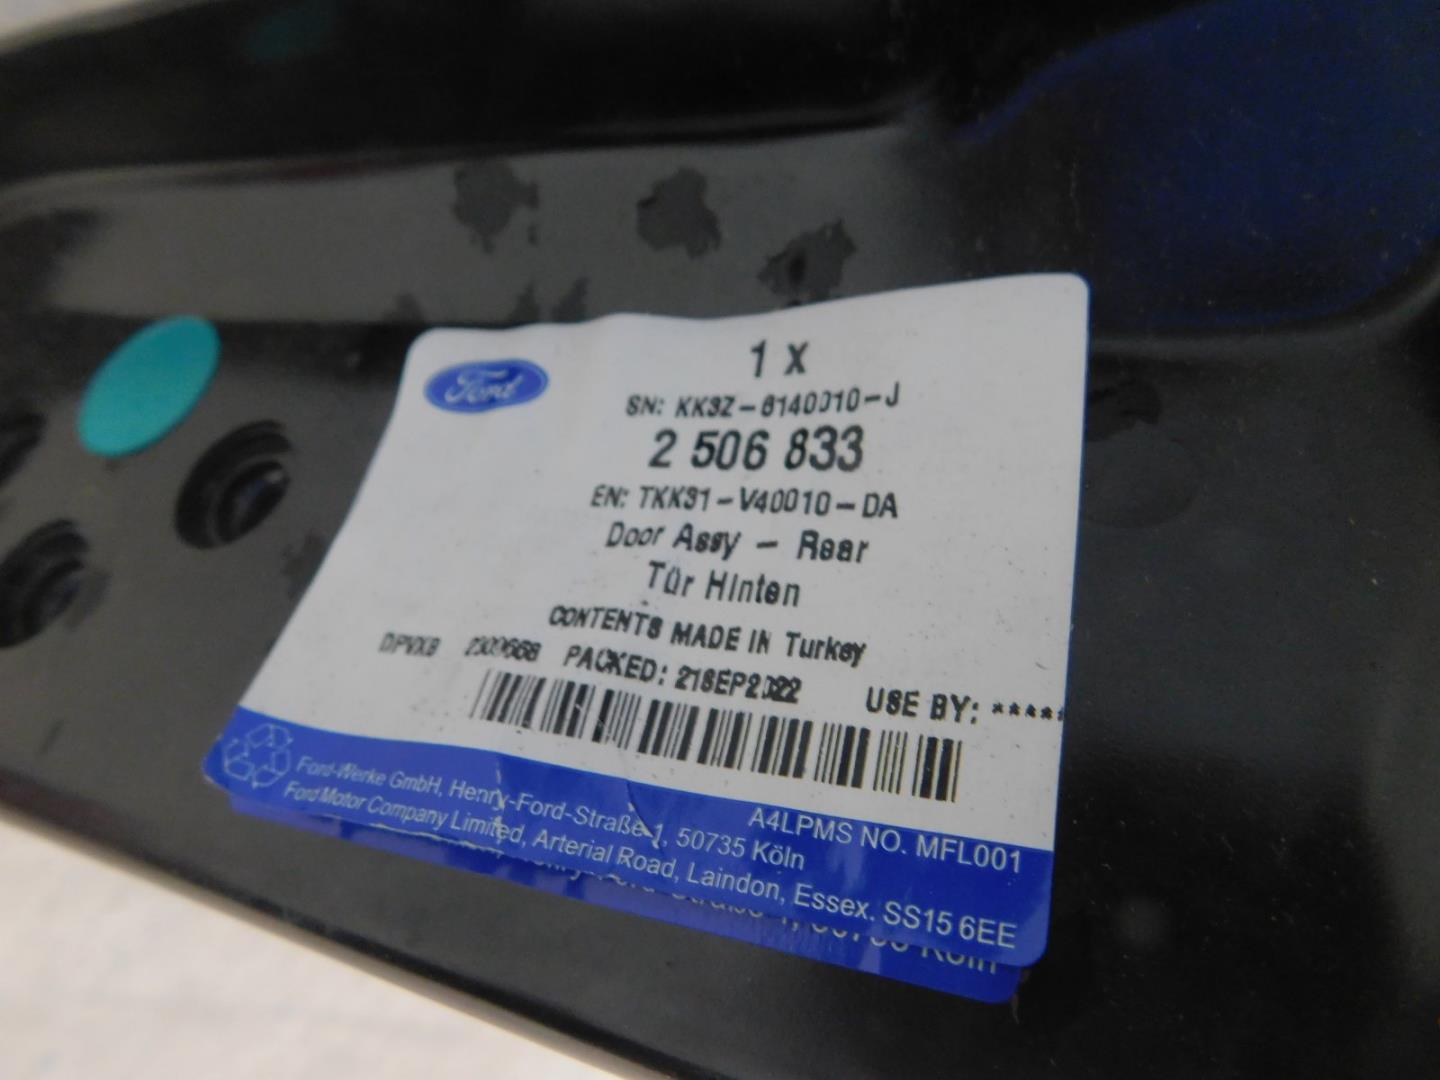 Ford
1 X
SN: KK3Z-6140010-J
2 506 833
EN: TKK31-V40010-DA
Door Assy - Rear
Tür Hinten
CONTENTS MADE IN Turkey
PACKED: 21SEP2022 USE BY: *****
A4LPMS NO. MFL001
Ford-Werke GmbH, Henry-Ford-Straße 1, 50735 Köln
Ford Motor Company Limited, Arterial Road, Laindon, Essex. SS15 6EE
Köln